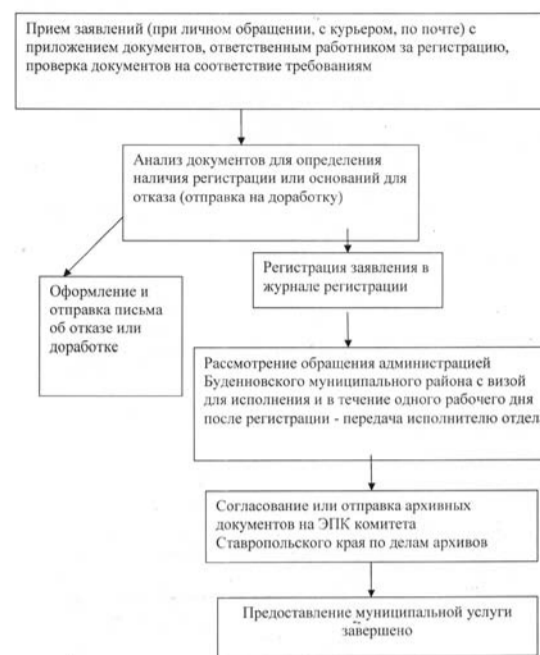 Прием заявлений (при личном обращении, с курьером, по почте) с
приложением документов, ответственным работником за регистрацию,
проверка документов на соответствие требованиям
Анализ документов для определения
наличия регистрации или оснований для
отказа (отправка на доработку)
Оформление и
отправка письма
об отказе или
доработке
Регистрация заявления в
журнале регистрации
Рассмотрение обращения администрацией
Буденновского муниципального района с визой
для исполнения и в течение одного рабочего дня
после регистрации - передача исполнителю отдел
Согласование или отправка архивных
документов на ЭПК комитета
Ставропольского края по делам архивов
Предоставление муниципальной услуги
завершено